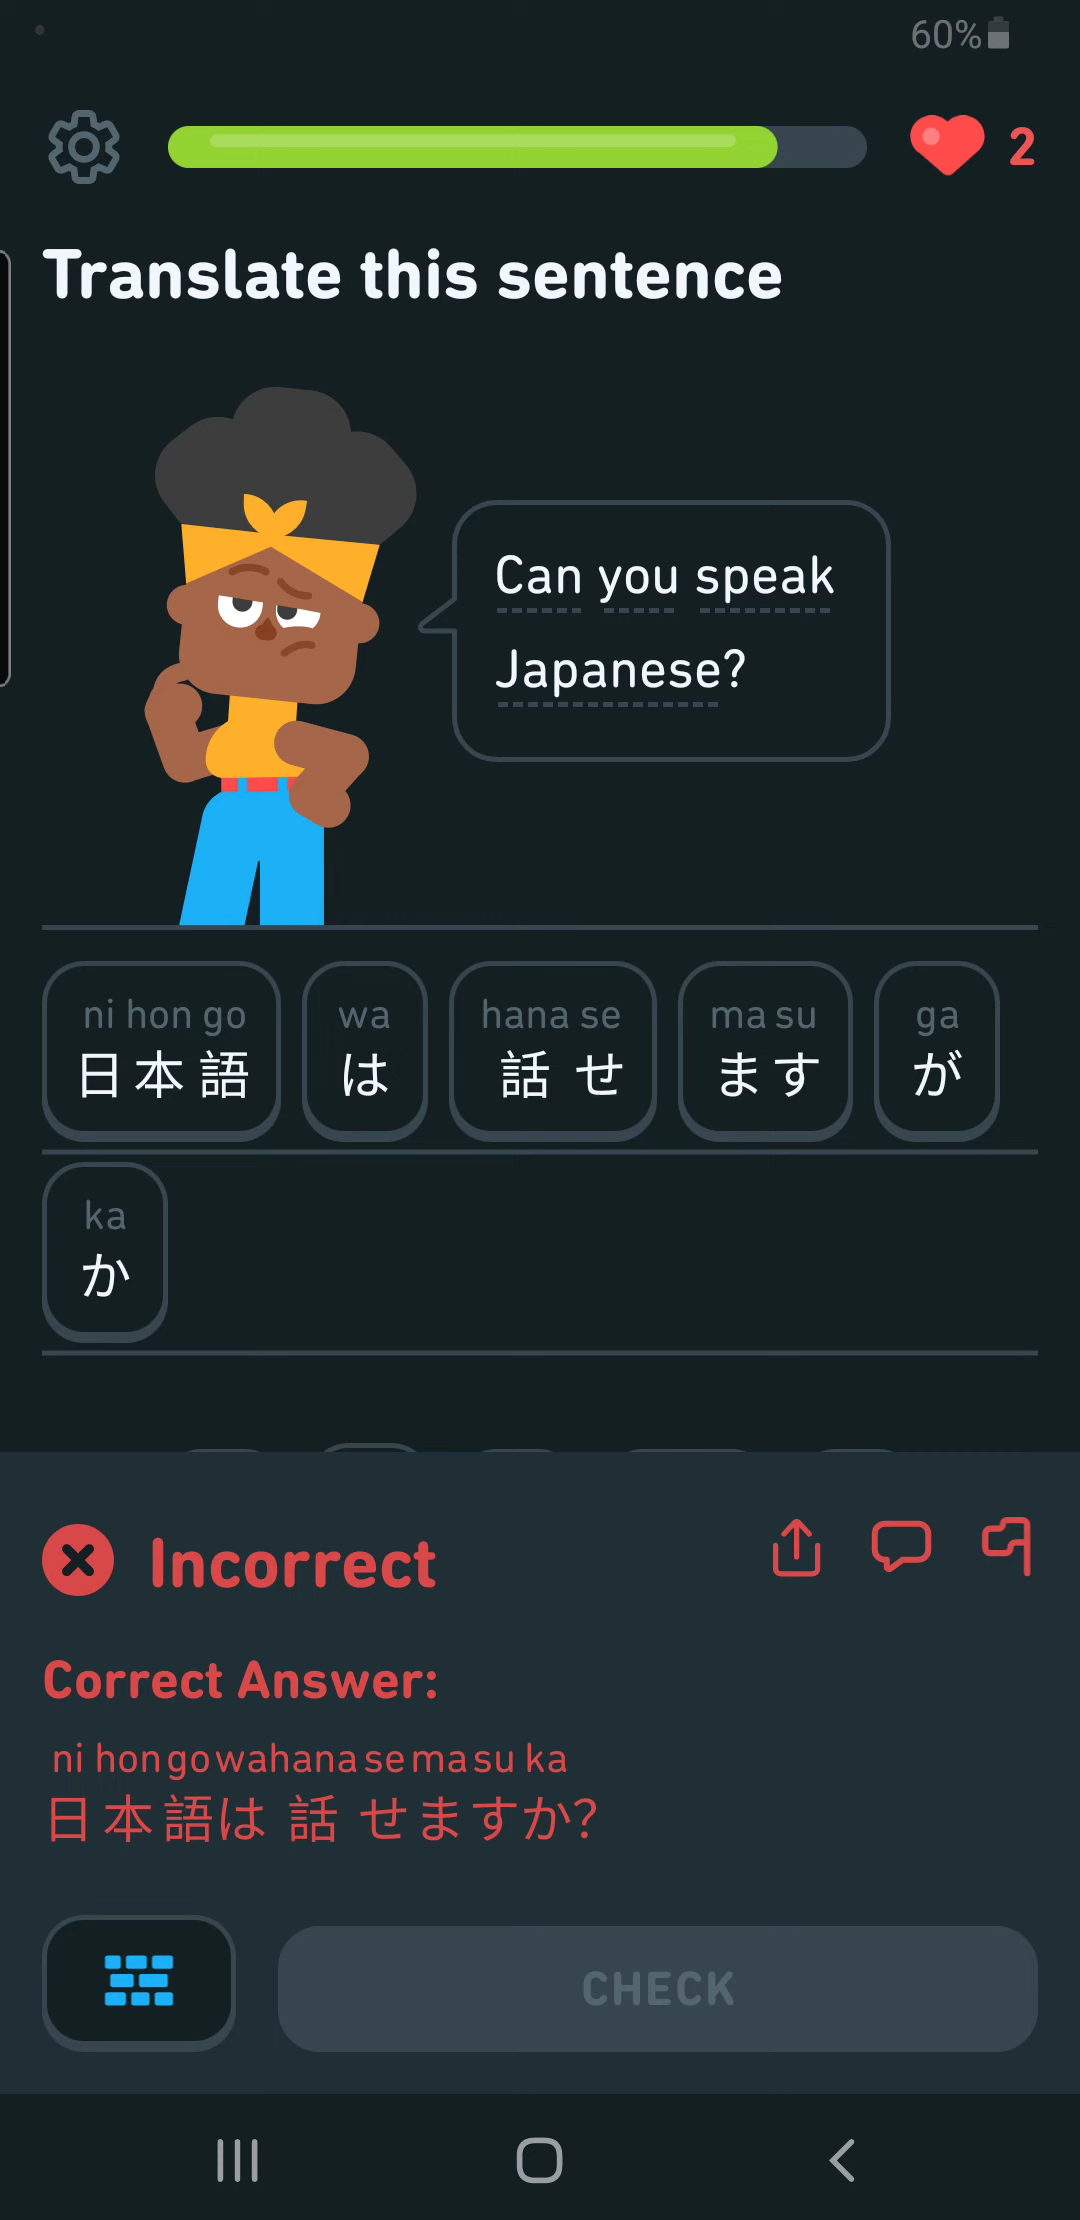 60%
2
Translate this sentence
Can you speak
Japanese?
ni hon go wa hana se ma su ga
日本語 は 話せ ます が
ka
か
Incorrect
Correct Answer:
ni hon go wa hana se ma su ka
日本語は話せますか?
CHECK